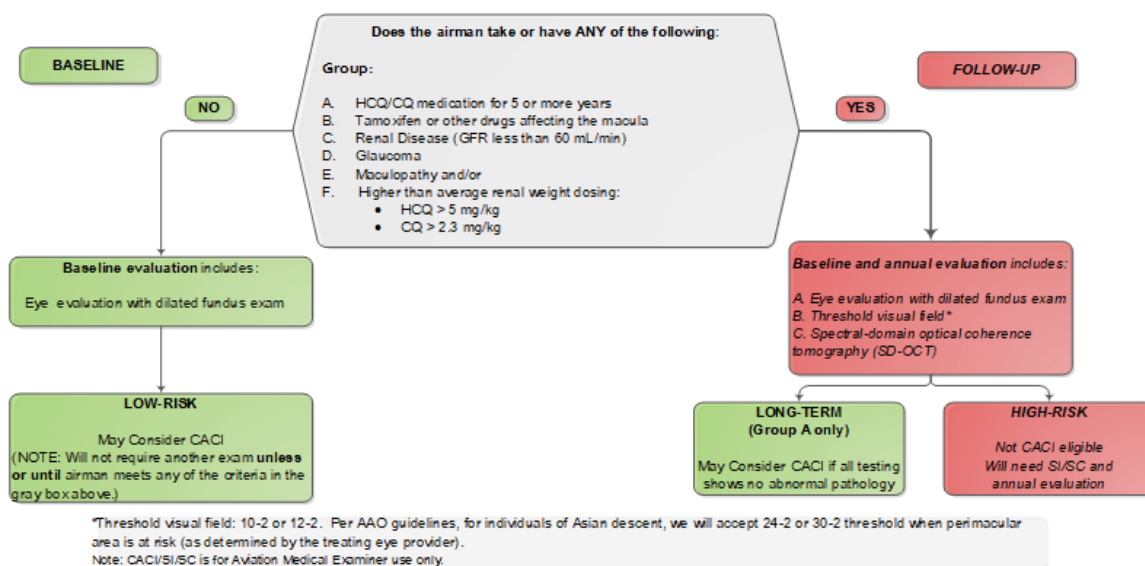 Does the airman take or have ANY of the following:
BASELINE
FOLLOW-UP
Group:
NO
YES
A. HCQ/CQ medication for 5 or more years
B. Tamoxifen or other drugs affecting the macula
C. Renal Disease (GFR less than 60 mL/min)
D. Glaucoma
E. Maculopathy and/or
F. Higher than average renal weight dosing:
• HCQ > 5 mg/kg
• CQ > 2.3 mg/kg
Baseline evaluation includes:
Eye evaluation with dilated fundus exam
Baseline and annual evaluation includes:
A. Eye evaluation with dilated fundus exam
B. Threshold visual field*
C. Spectral-domain optical coherence
tomography (SD-OCT)
LOW-RISK
May Consider CACI
(NOTE: Will not require another exam unless
or until airman meets any of the criteria in the
gray box above.)
LONG-TERM
(Group A only)
May Consider CACI if all testing
shows no abnormal pathology
HIGH-RISK
Not CACI eligible
Will need SI/SC and
annual evaluation
*Threshold visual field: 10-2 or 12-2. Per AAO guidelines, for individuals of Asian descent, we will accept 24-2 or 30-2 threshold when perimacular
area is at risk (as determined by the treating eye provider).
Note: CACI/SI/SC is for Aviation Medical Examiner use only.